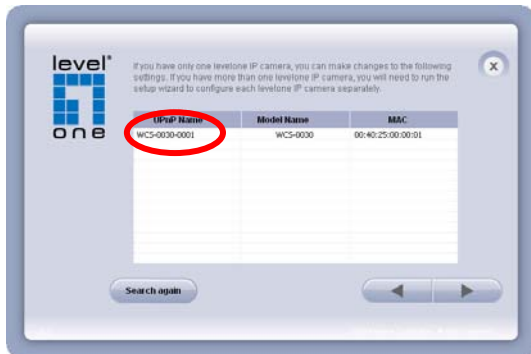 level
one
If you have only one levelone IP camera, you can make changes to the following
settings. If you have more than one levelone IP camera, you will need to run the
setup wizard to configure each levelone IP camera separately.
x
UPnP Name Model Name MAC
WCS-0030-0001 WCS-0030 00:40:25:00:00:01
Search again